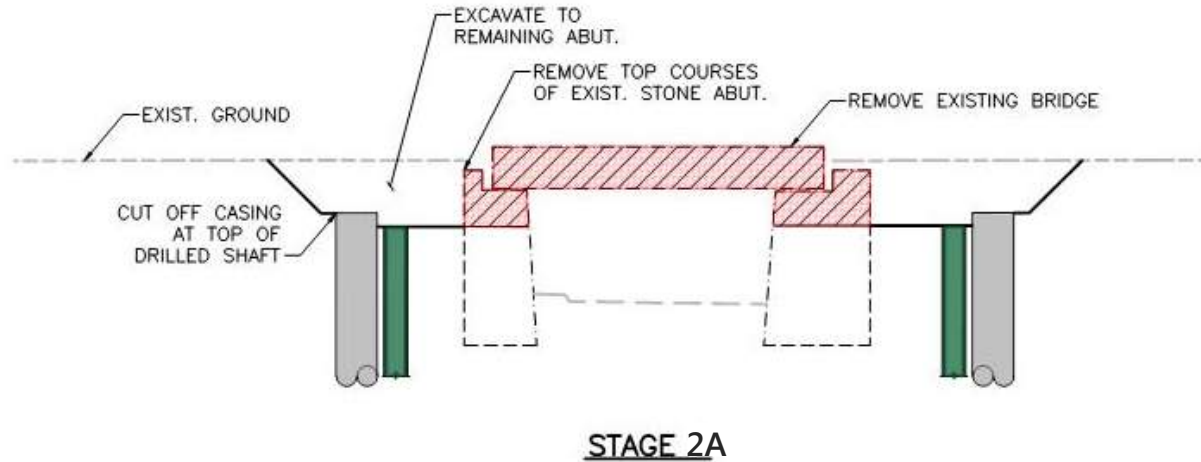 EXCAVATE TO
REMAINING ABUT.
REMOVE TOP COURSES
OF EXIST. STONE ABUT.
REMOVE EXISTING BRIDGE
EXIST. GROUND
CUT OFF CASING
AT TOP OF
DRILLED SHAFT
STAGE 2A